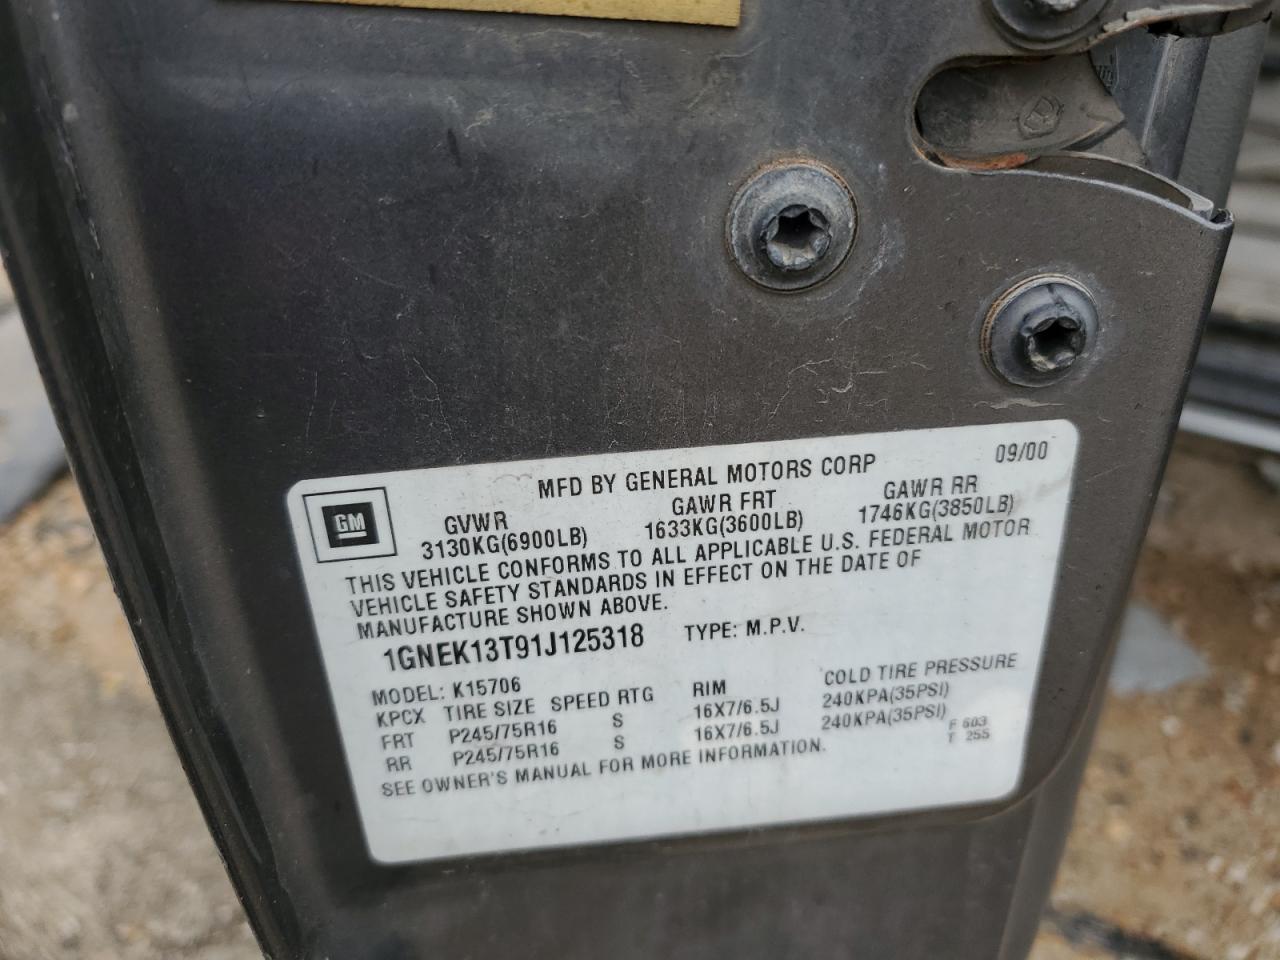 MFD BY GENERAL MOTORS CORP 09/00
GM
GVWR GAWR FRT GAWR RR
3130KG(6900LB) 1633KG(3600LB) 1746KG(3850LB)
THIS VEHICLE CONFORMS TO ALL APPLICABLE U.S. FEDERAL MOTOR
VEHICLE SAFETY STANDARDS IN EFFECT ON THE DATE OF
MANUFACTURE SHOWN ABOVE.
1GNEK13T91J125318 TYPE: M.P.V.
MODEL: K15706
KPCX TIRE SIZE SPEED RTG RIM COLD TIRE PRESSURE
FRT P245/75R16 S 16X7/6.5J 240KPA(35PSI)
RR P245/75R16 S 16X7/6.5J 240KPA(35PSI)
SEE OWNER'S MANUAL FOR MORE INFORMATION.
F 603
T 255